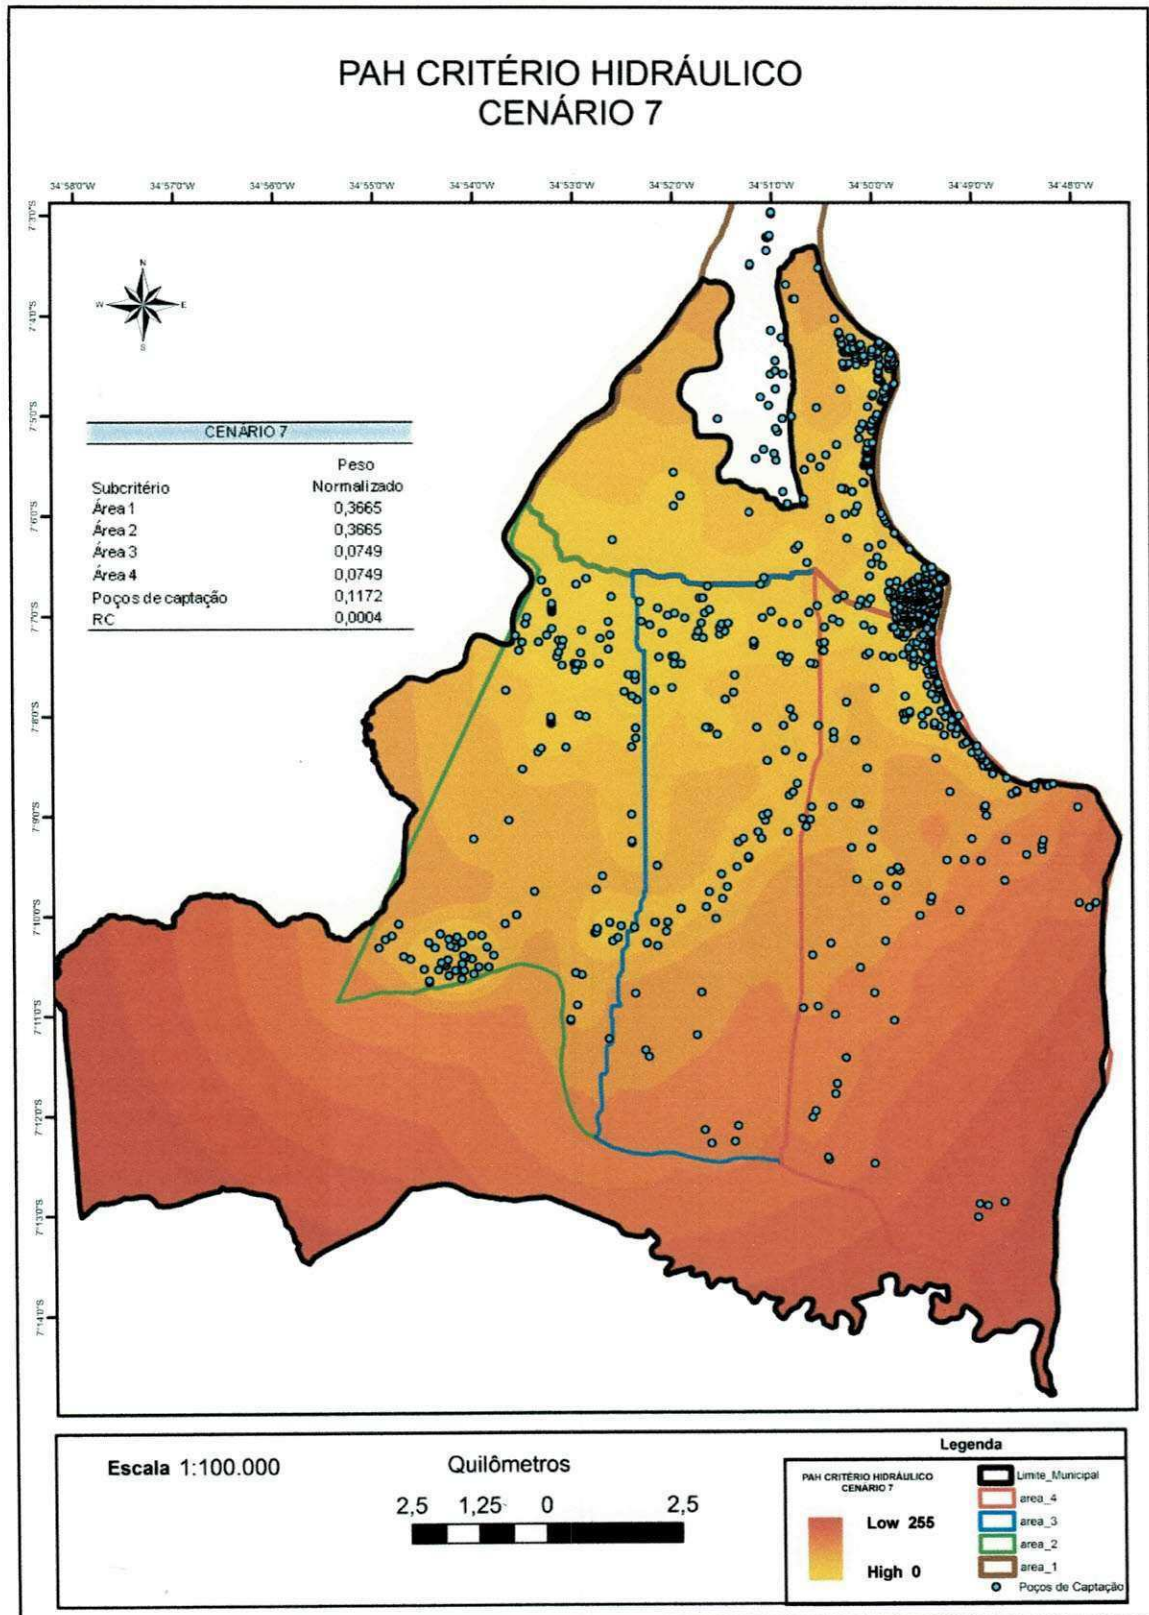 PAH CRITÉRIO HIDRÁULICO
CENÁRIO 7
34°58'0"W 34°57'0"W 34°56'0"W 34°55'0"W 34°54'0"W 34°53'0"W 34°52'0"W 34°51'0"W 34°50'0"W 34°49'0"W 34°48'0"W
7°3'0"S
7°4'0"S
7°5'0"S
7°6'0"S
7°7'0"S
7°8'0"S
7°9'0"S
7°10'0"S
7°11'0"S
7°12'0"S
7°13'0"S
7°14'0"S
N
W E
S
CENÁRIO 7
Peso
Subcritério Normalizado
Área 1 0,3665
Área 2 0,3665
Área 3 0,0749
Área 4 0,0749
Poços de captação 0,1172
RC 0,0004
Escala 1:100.000
Quilômetros
2,5 1,25 0 2,5
Legenda
PAH CRITÉRIO HIDRÁULICO
CENÁRIO 7
Low 255
High 0
Limite_Municipal
area_4
area_3
area_2
area_1
Poços de Captação